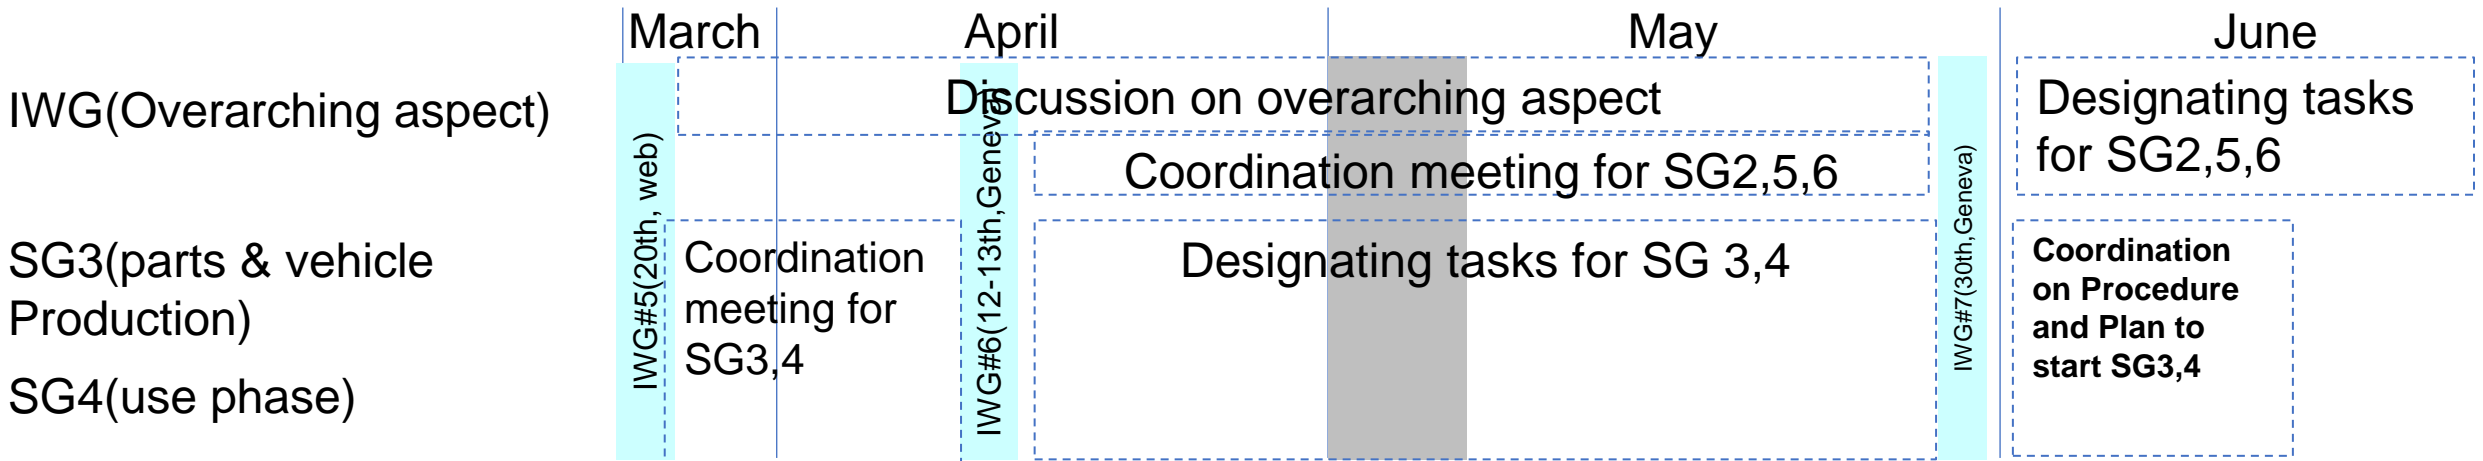 March
April
May
June
IWG(Overarching aspect)
Discussion on overarching aspect
Designating tasks
for SG2,5,6
Coordination meeting for SG2,5,6
IWG#5(20th, web)
IWG#6(12-13th,Geneva)
IWG#7(30th,Geneva)
SG3(parts & vehicle
Production)
SG4(use phase)
Coordination
meeting for
SG3,4
Designating tasks for SG 3,4
Coordination
on Procedure
and Plan to
start SG3,4